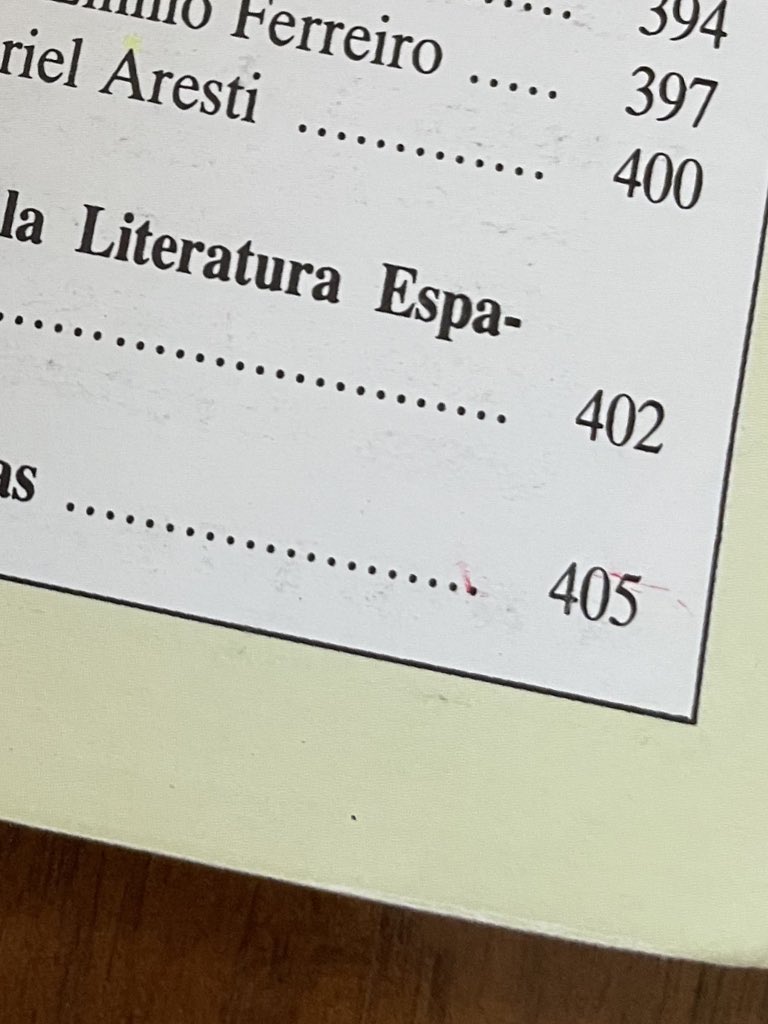 ..... 394
Ferreiro ..... 397
riel Aresti ............. 400
la Literatura Espa-
.......................... 402
as ..................... 405